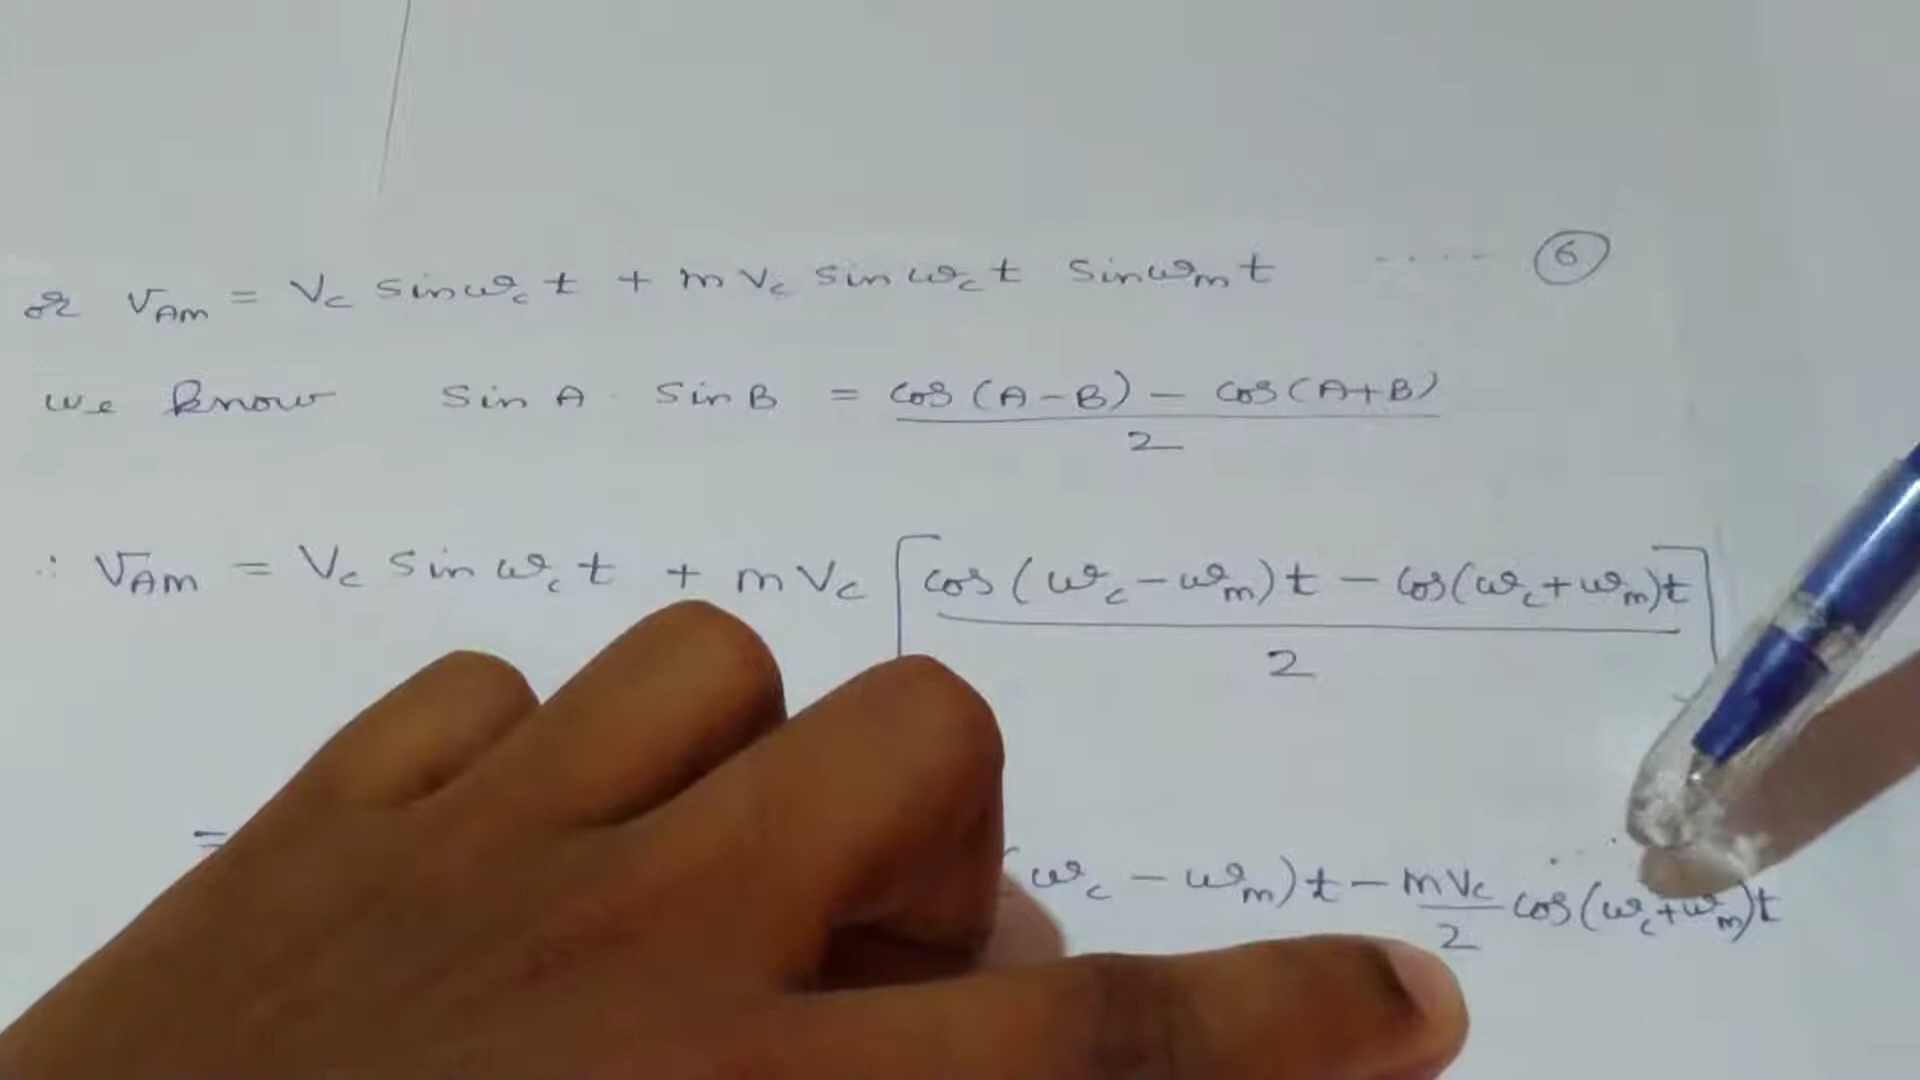 or V_AM = V_c sin ω_c t + m V_c sin ω_c t sin ω_m t ..... ⑥
we know sin A . sin B = cos (A-B) - cos (A+B) / 2
∴ V_AM = V_c sin ω_c t + m V_c [cos (ω_c - ω_m) t - cos (ω_c + ω_m) t / 2]
= (ω_c - ω_m) t - m V_c / 2 cos (ω_c + ω_m) t